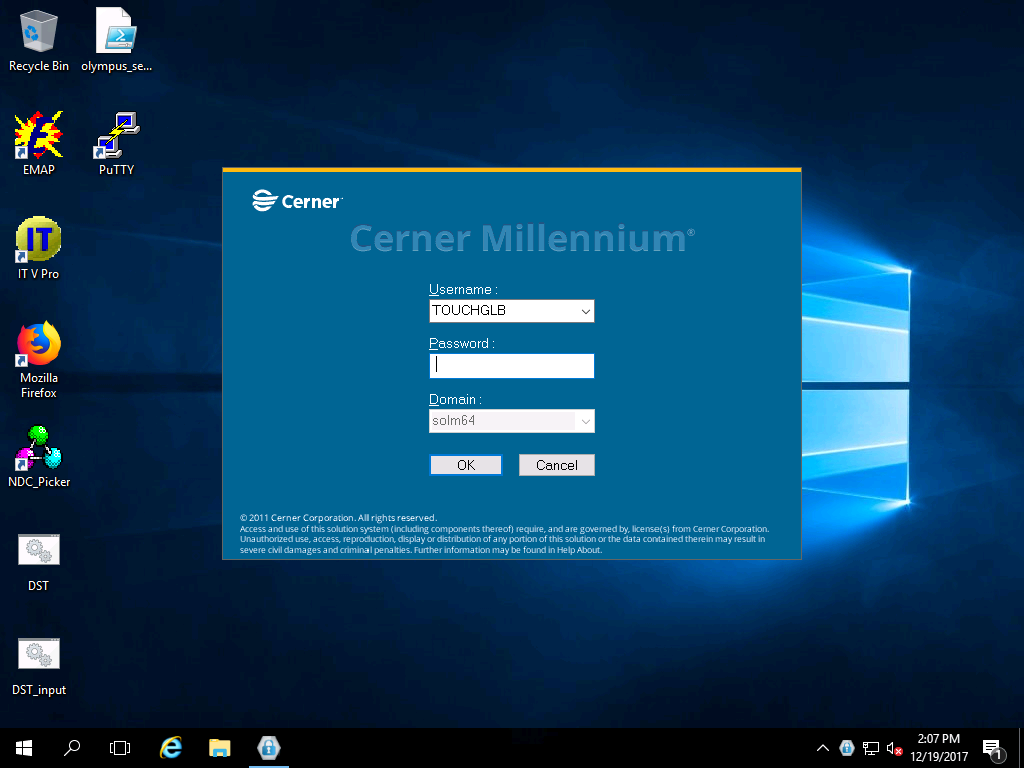 Recycle Bin
olympus_se...
EMAP
PuTTY
IT
IT V Pro
Mozilla
Firefox
NDC_Picker
DST
DST_input
Cerner
Cerner Millennium®
Username :
TOUCHGLB
Password :
Domain :
solm64
OK
Cancel
© 2011 Cerner Corporation. All rights reserved.
Access and use of this solution system (including components thereof) require, and are governed by, license(s) from Cerner Corporation.
Unauthorized use, access, reproduction, display or distribution of any portion of this solution or the data contained therein may result in
severe civil damages and criminal penalties. Further information may be found in Help About.
2:07 PM
12/19/2017
1